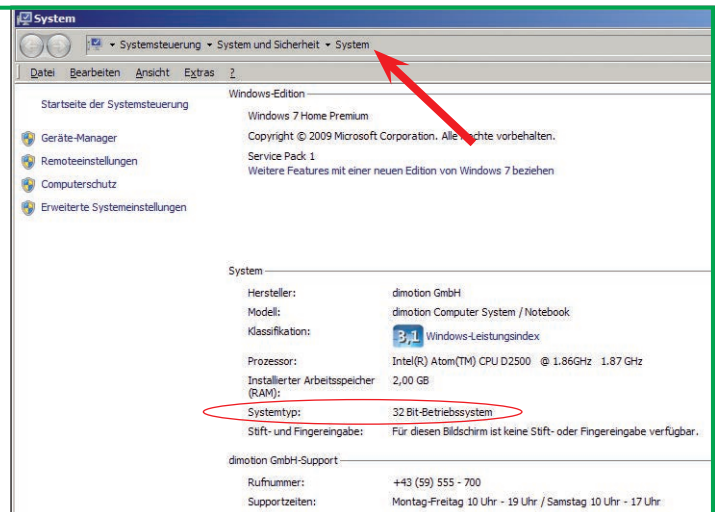 System
Systemsteuerung System und Sicherheit System
Datei Bearbeiten Ansicht Extras ?
Startseite der Systemsteuerung
Geräte-Manager
Remoteeinstellungen
Computerschutz
Erweiterte Systemeinstellungen
Windows-Edition
Windows 7 Home Premium
Copyright © 2009 Microsoft Corporation. Alle Rechte vorbehalten.
Service Pack 1
Weitere Features mit einer neuen Edition von Windows 7 beziehen
System
Hersteller: dimotion GmbH
Modell: dimotion Computer System / Notebook
Klassifikation: 3,1 Windows-Leistungsindex
Prozessor: Intel(R) Atom(TM) CPU D2500 @ 1.86GHz 1.87 GHz
Installierter Arbeitsspeicher 2,00 GB
(RAM):
Systemtyp: 32 Bit-Betriebssystem
Stift- und Fingereingabe: Für diesen Bildschirm ist keine Stift- oder Fingereingabe verfügbar.
dimotion GmbH-Support
Rufnummer: +43 (59) 555 - 700
Supportzeiten: Montag-Freitag 10 Uhr - 19 Uhr / Samstag 10 Uhr - 17 Uhr